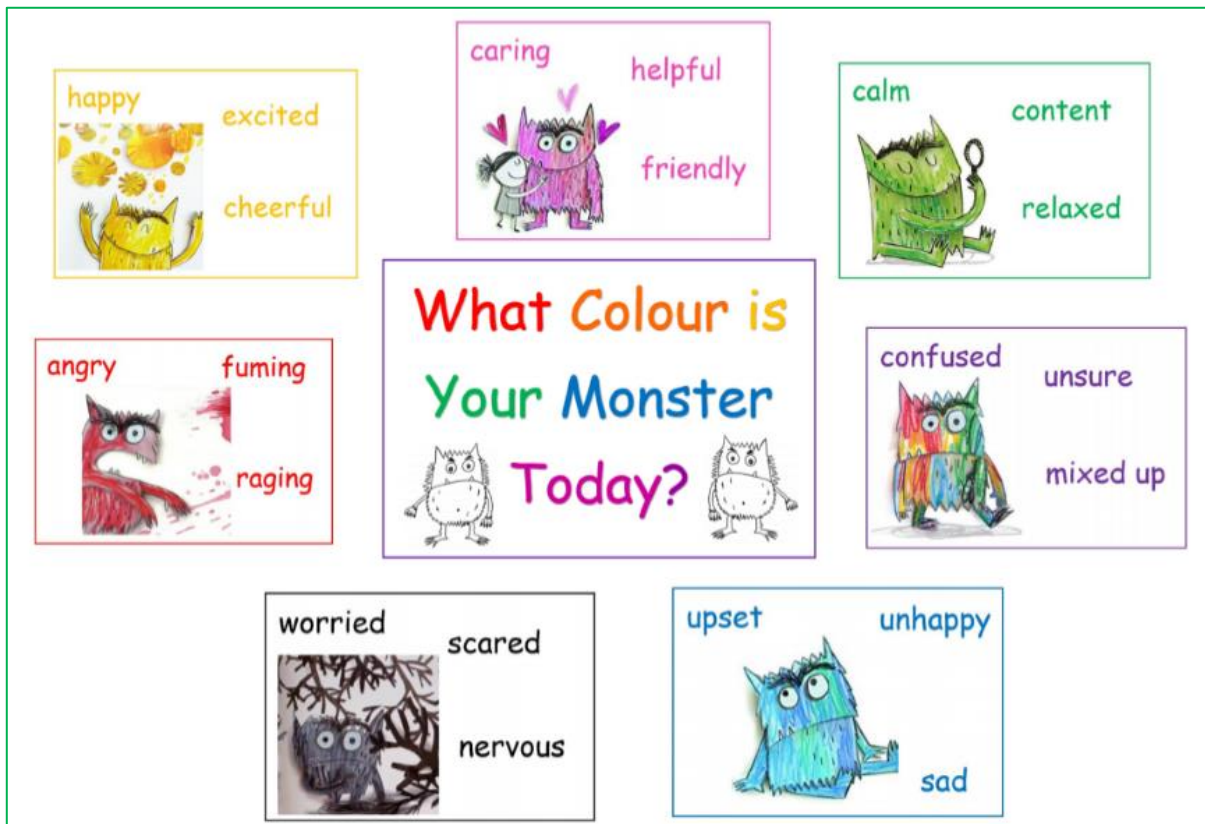 happy
excited
cheerful
caring
helpful
friendly
calm
content
relaxed
What Colour is
Your Monster
Today?
angry
fuming
raging
confused
unsure
mixed up
worried
scared
nervous
upset
unhappy
sad